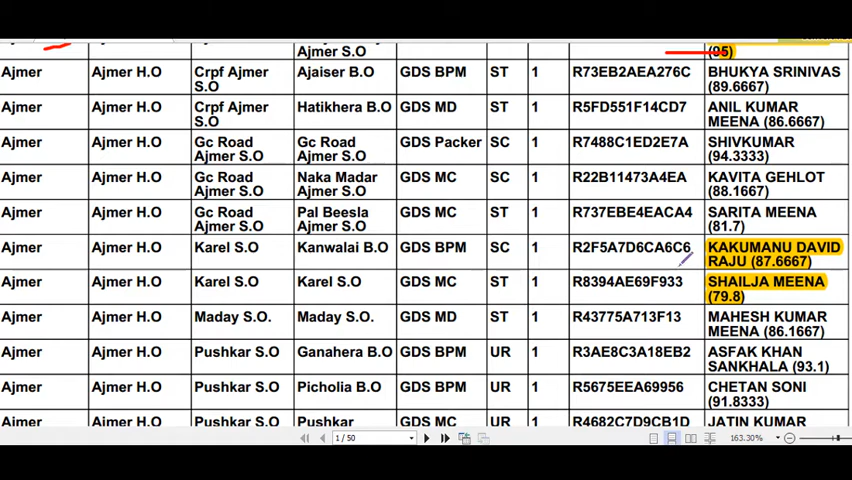 Ajmer S.O (95)
Ajmer Ajmer H.O Crpf Ajmer S.O Ajaiser B.O GDS BPM ST 1 R73EB2AEA276C BHUKYA SRINIVAS (89.6667)
Ajmer Ajmer H.O Crpf Ajmer S.O Hatikhera B.O GDS MD ST 1 R5FD551F14CD7 ANIL KUMAR MEENA (86.6667)
Ajmer Ajmer H.O Gc Road Ajmer S.O Gc Road Ajmer S.O GDS Packer SC 1 R7488C1ED2E7A SHIVKUMAR (94.3333)
Ajmer Ajmer H.O Gc Road Ajmer S.O Naka Madar Ajmer S.O GDS MC SC 1 R22B11473A4EA KAVITA GEHLOT (88.1667)
Ajmer Ajmer H.O Gc Road Ajmer S.O Pal Beesla Ajmer S.O GDS MC ST 1 R737EBE4EACA4 SARITA MEENA (81.7)
Ajmer Ajmer H.O Karel S.O Kanwalai B.O GDS BPM SC 1 R2F5A7D6CA6C6 KAKUMANU DAVID RAJU (87.6667)
Ajmer Ajmer H.O Karel S.O Karel S.O GDS MC ST 1 R8394AE69F933 SHAILJA MEENA (79.8)
Ajmer Ajmer H.O Maday S.O. Maday S.O. GDS MD ST 1 R43775A713F13 MAHESH KUMAR MEENA (86.1667)
Ajmer Ajmer H.O Pushkar S.O Ganahera B.O GDS BPM UR 1 R3AE8C3A18EB2 ASFAK KHAN SANKHALA (93.1)
Ajmer Ajmer H.O Pushkar S.O Picholia B.O GDS BPM UR 1 R5675EEA69956 CHETAN SONI (91.8333)
Ajmer Ajmer H.O Pushkar S.O Pushkar GDS MC UR 1 R4682C7D9CB1D JATIN KUMAR
1 / 50 163.30%